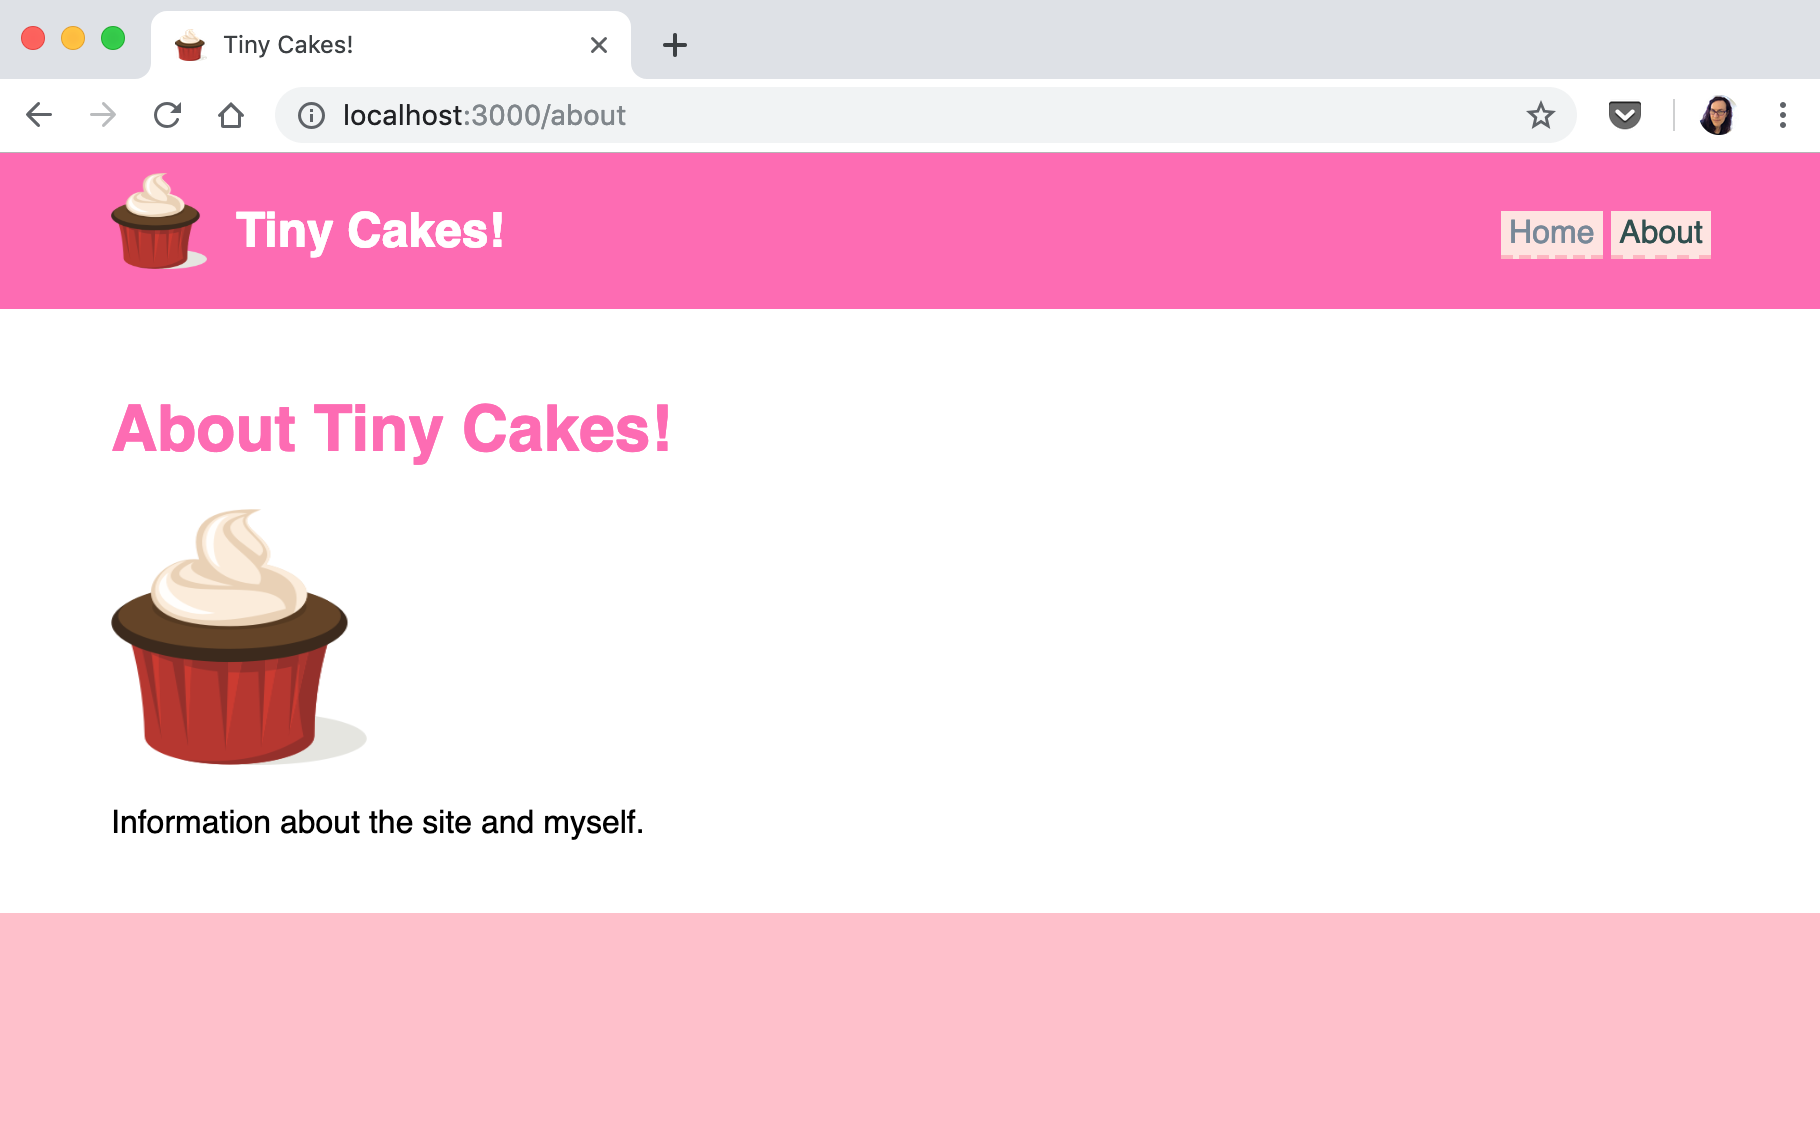 Tiny Cakes!
localhost:3000/about
Tiny Cakes!
Home About
About Tiny Cakes!
Information about the site and myself.